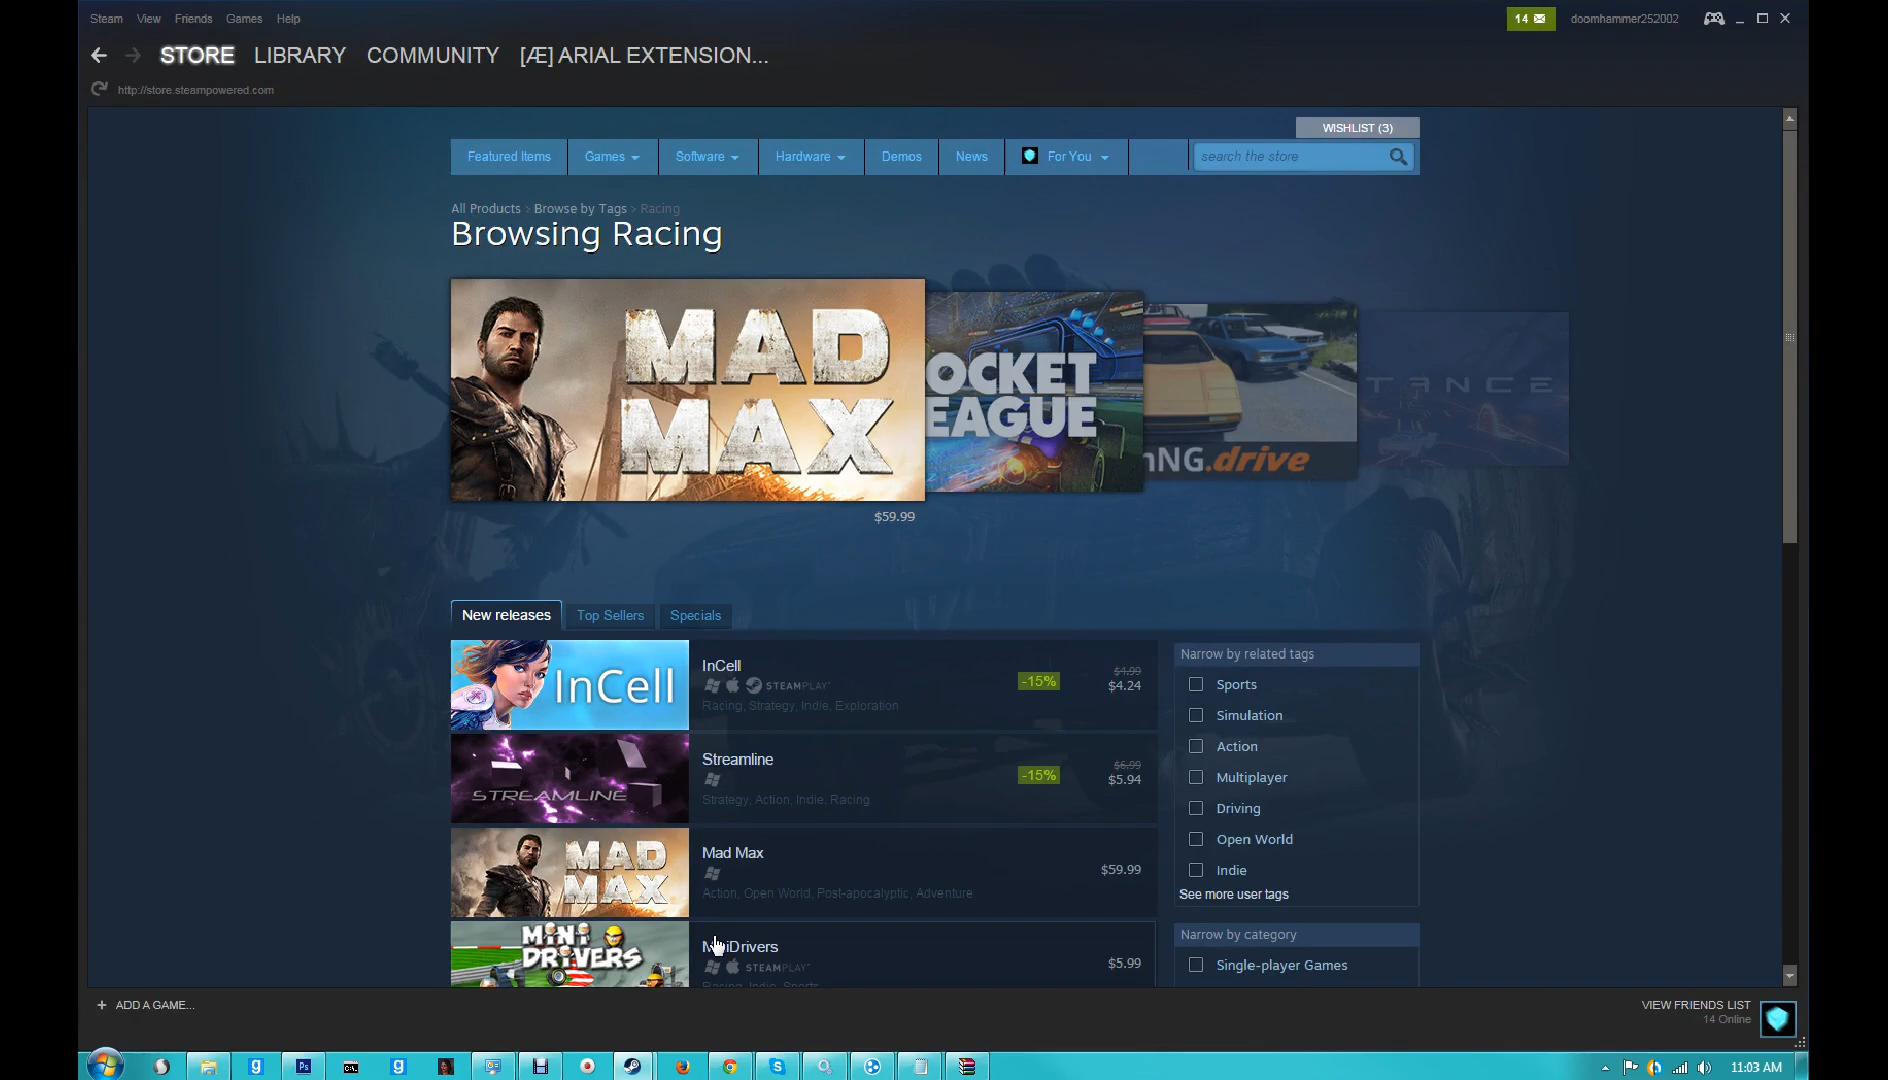 Steam View Friends Games Help
14 doomhammer252002
STORE LIBRARY COMMUNITY [Æ] ARIAL EXTENSION...
http://store.steampowered.com
WISHLIST (3)
Featured Items Games Software Hardware Demos News For You search the store
All Products > Browse by Tags > Racing
Browsing Racing
MAD MAX
OCKET EAGUE
nNG.drive
TANCE
$59.99
New releases Top Sellers Specials
InCell
InCell
STEAMPLAY
Racing, Strategy, Indie, Exploration
-15%
$4.99
$4.24
STREAMLINE
Streamline
Strategy, Action, Indie, Racing
-15%
$6.99
$5.94
MAD MAX
Mad Max
Action, Open World, Post-apocalyptic, Adventure
$59.99
MINI DRIVERS
MiniDrivers
STEAMPLAY
Racing, Indie, Sports
$5.99
Narrow by related tags
Sports
Simulation
Action
Multiplayer
Driving
Open World
Indie
See more user tags
Narrow by category
Single-player Games
+ ADD A GAME...
VIEW FRIENDS LIST
14 Online
11:03 AM